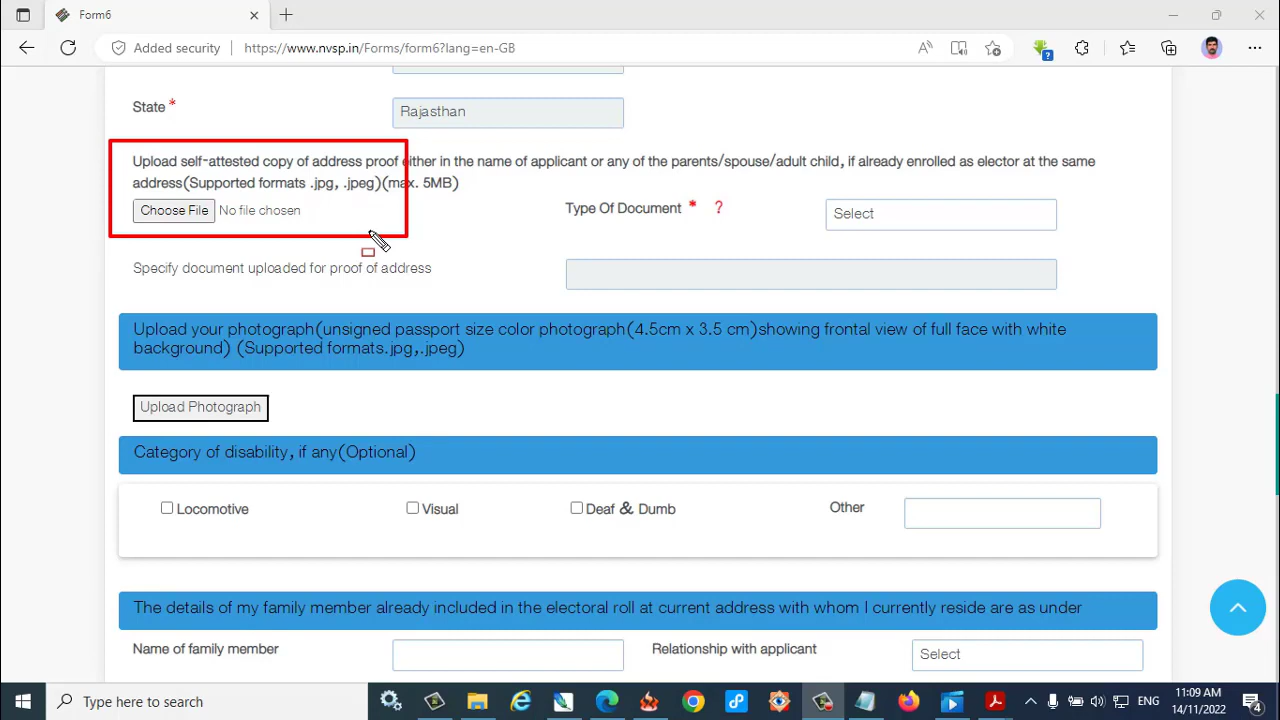 Form6
Added security
https://www.nvsp.in/Forms/form6?lang=en-GB
State *
Rajasthan
Upload self-attested copy of address proof either in the name of applicant or any of the parents/spouse/adult child, if already enrolled as elector at the same
address(Supported formats .jpg, .jpeg)(max. 5MB)
Choose File No file chosen
Type Of Document * ?
Select
Specify document uploaded for proof of address
Upload your photograph(unsigned passport size color photograph(4.5cm x 3.5 cm)showing frontal view of full face with white
background) (Supported formats.jpg,.jpeg)
Upload Photograph
Category of disability, if any(Optional)
Locomotive
Visual
Deaf & Dumb
Other
The details of my family member already included in the electoral roll at current address with whom I currently reside are as under
Name of family member
Relationship with applicant
Select
Type here to search
ENG
11:09 AM
14/11/2022
4